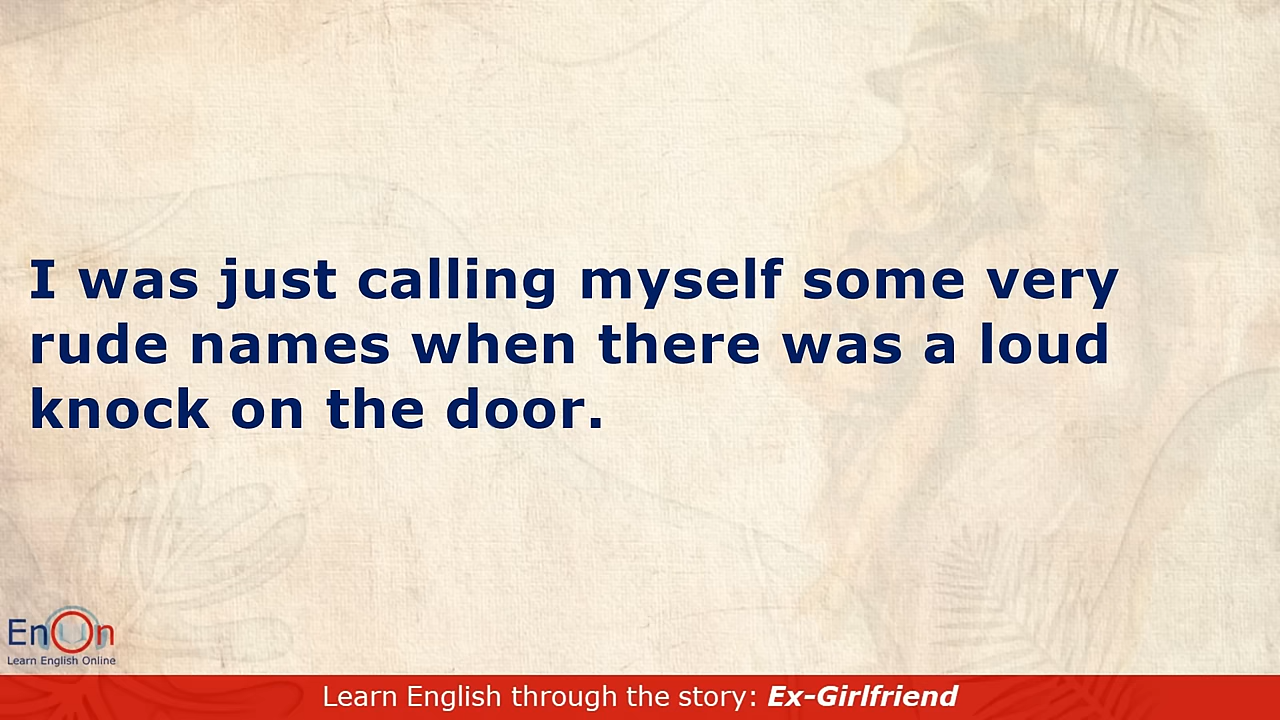 I was just calling myself some very
rude names when there was a loud
knock on the door.
EnOn
Learn English Online
Learn English through the story: Ex-Girlfriend